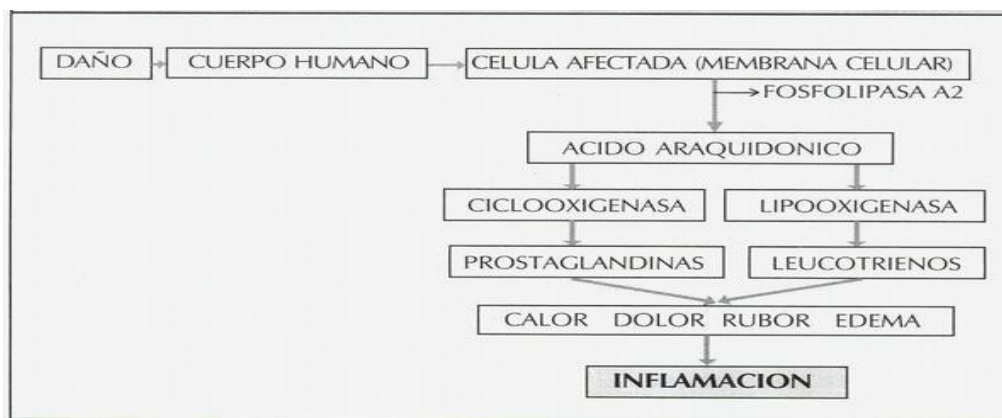 DAÑO CUERPO HUMANO CELULA AFECTADA (MEMBRANA CELULAR)
FOSFOLIPASA A2
ACIDO ARAQUIDONICO
CICLOOXIGENASA LIPOOXIGENASA
PROSTAGLANDINAS LEUCOTRIENOS
CALOR DOLOR RUBOR EDEMA
INFLAMACION